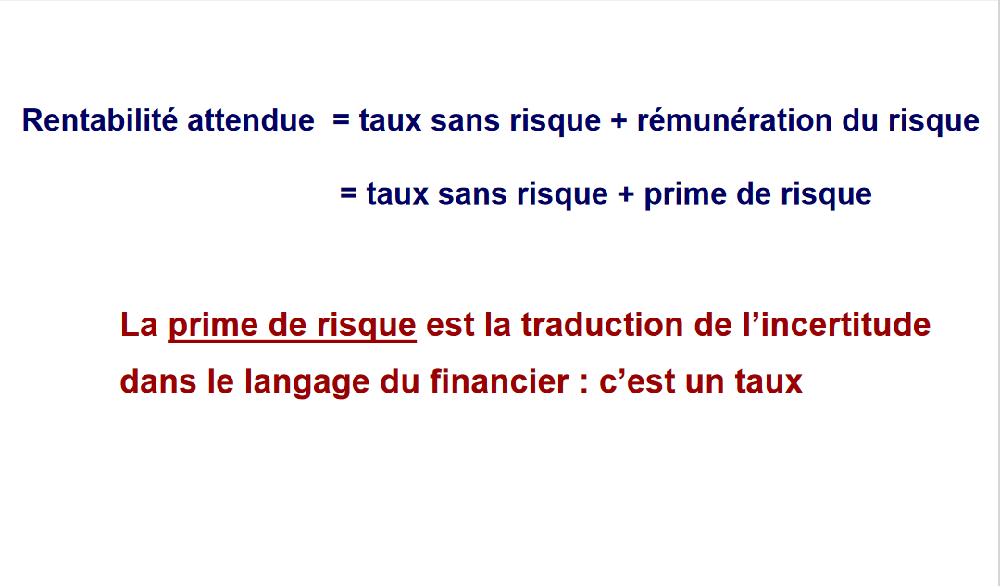 Rentabilité attendue = taux sans risque + rémunération du risque
= taux sans risque + prime de risque
La prime de risque est la traduction de l’incertitude
dans le langage du financier : c’est un taux